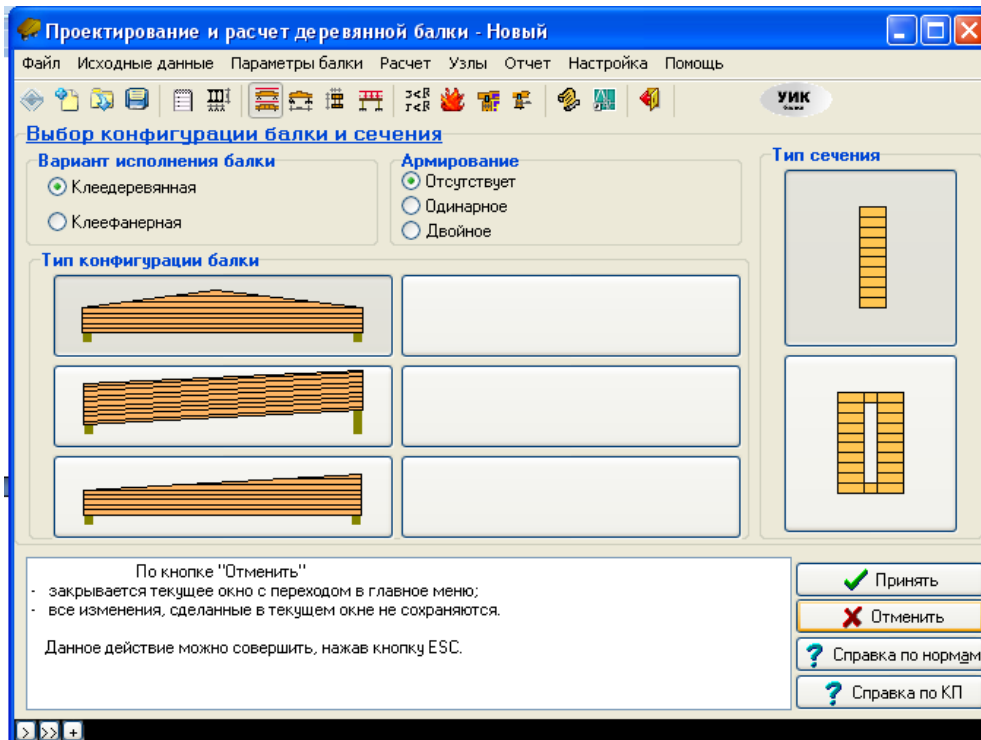 Проектирование и расчет деревянной балки - Новый
Файл Исходные данные Параметры балки Расчет Узлы Отчет Настройка Помощь
УИК
Выбор конфигурации балки и сечения
Вариант исполнения балки
Клеедеревянная
Клеефанерная
Армирование
Отсутствует
Одинарное
Двойное
Тип сечения
Тип конфигурации балки
По кнопке "Отменить"
- закрывается текущее окно с переходом в главное меню;
- все изменения, сделанные в текущем окне не сохраняются.
Данное действие можно совершить, нажав кнопку ESC.
Принять
Отменить
Справка по нормам
Справка по КП
> >> +